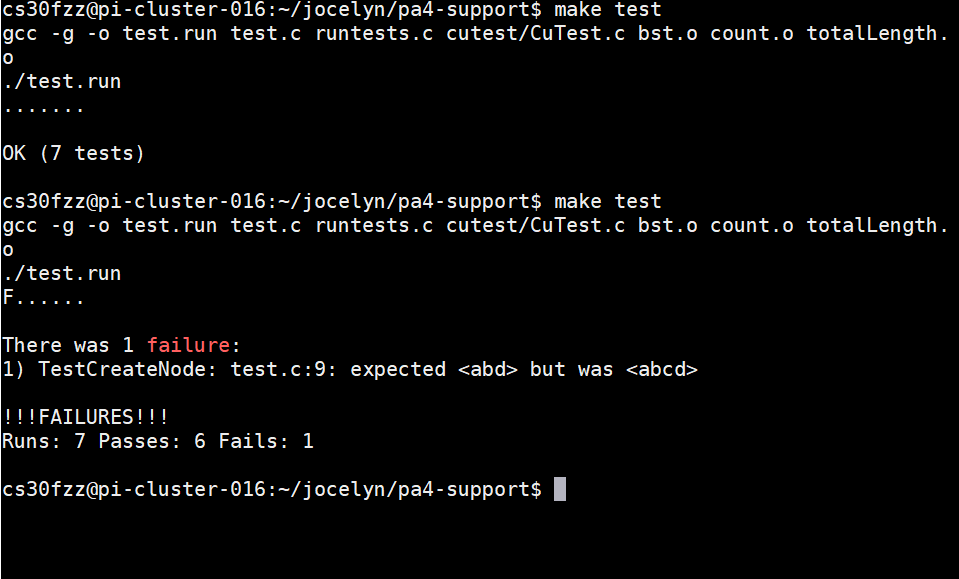 cs30fzz@pi-cluster-016:~/jocelyn/pa4-support$ make test
gcc -g -o test.run test.c runtests.c cutest/CuTest.c bst.o count.o totalLength.
o
./test.run
.......
OK (7 tests)
cs30fzz@pi-cluster-016:~/jocelyn/pa4-support$ make test
gcc -g -o test.run test.c runtests.c cutest/CuTest.c bst.o count.o totalLength.
o
./test.run
F......
There was 1 failure:
1) TestCreateNode: test.c:9: expected <abd> but was <abcd>
!!!FAILURES!!!
Runs: 7 Passes: 6 Fails: 1
cs30fzz@pi-cluster-016:~/jocelyn/pa4-support$